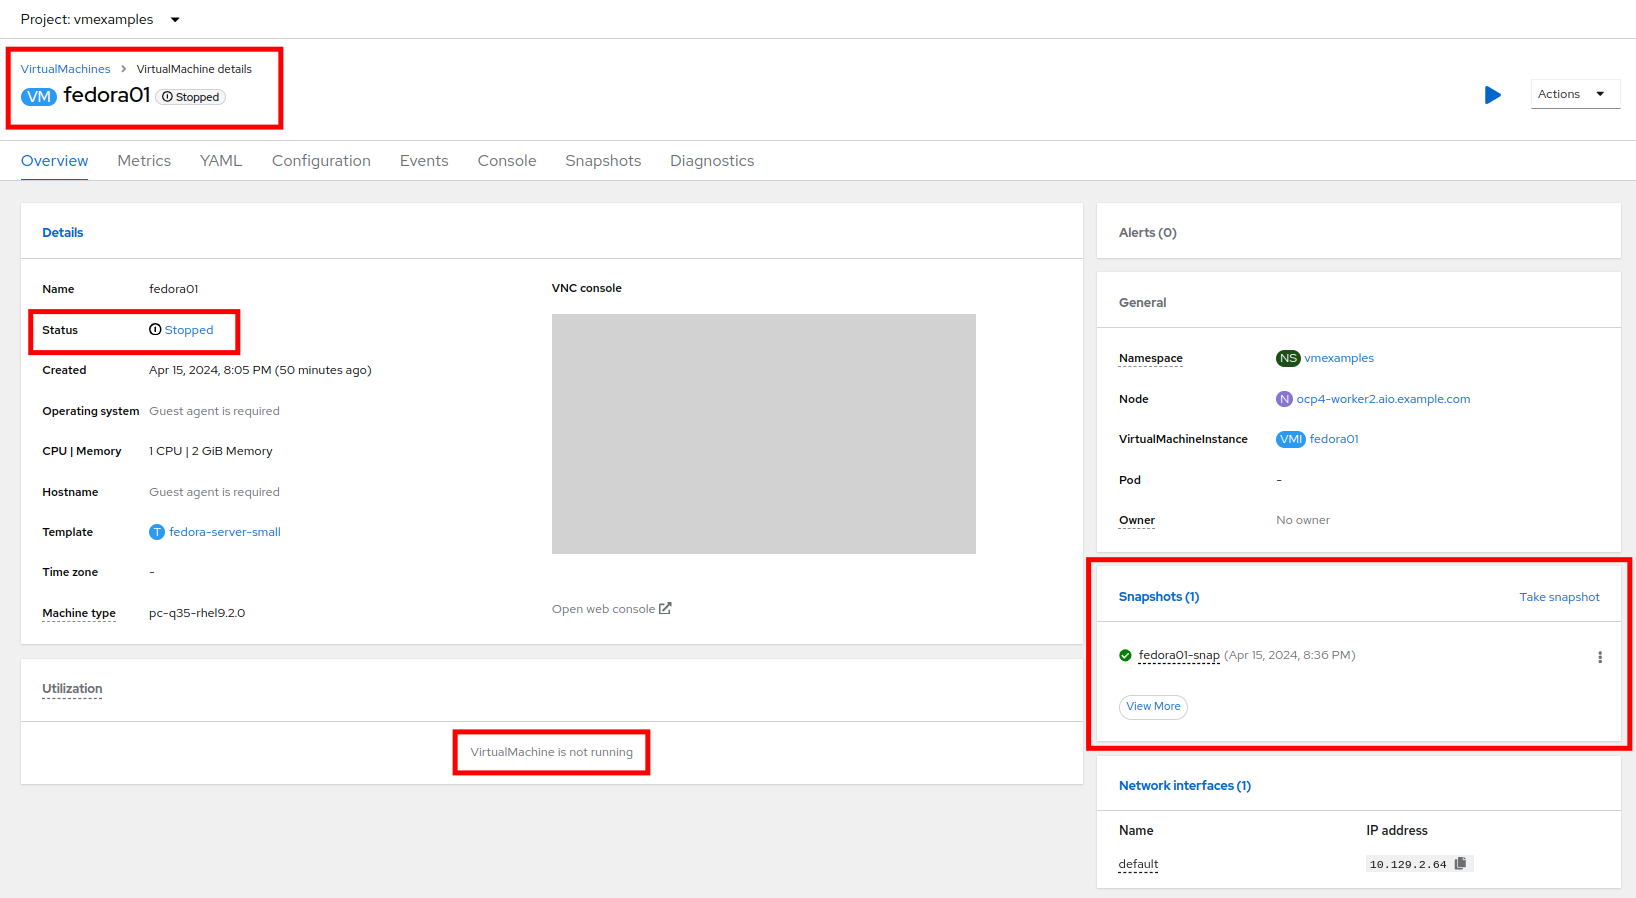 Project: vmexamples
VirtualMachines > VirtualMachine details
VM fedora01 Stopped
Actions
Overview Metrics YAML Configuration Events Console Snapshots Diagnostics
Details
Name fedora01
Status Stopped
Created Apr 15, 2024, 8:05 PM (50 minutes ago)
Operating system Guest agent is required
CPU | Memory 1 CPU | 2 GiB Memory
Hostname Guest agent is required
Template T fedora-server-small
Time zone -
Machine type pc-q35-rhel9.2.0
VNC console
Open web console
Utilization
VirtualMachine is not running
Alerts (0)
General
Namespace NS vmexamples
Node N ocp4-worker2.aio.example.com
VirtualMachineInstance VMI fedora01
Pod -
Owner No owner
Snapshots (1) Take snapshot
fedora01-snap (Apr 15, 2024, 8:36 PM)
View More
Network interfaces (1)
Name IP address
default 10.129.2.64